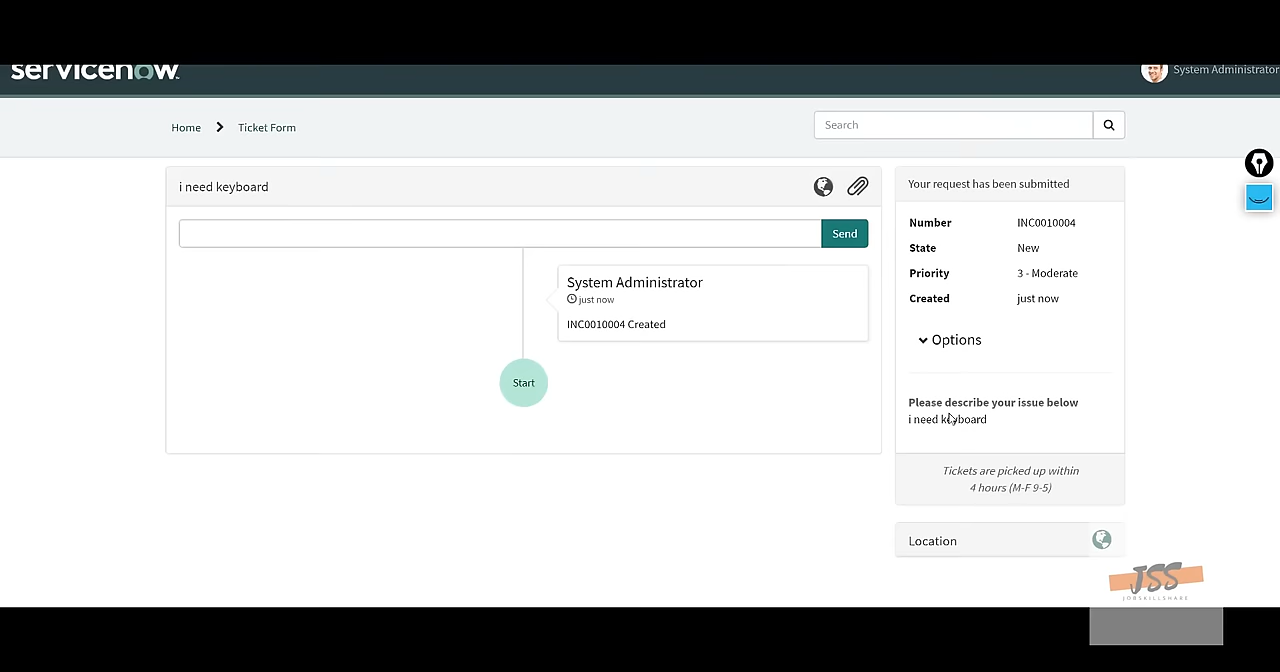 servicenow.
System Administrator
Home
Ticket Form
Search
i need keyboard
Send
System Administrator
just now
INC0010004 Created
Start
Your request has been submitted
Number INC0010004
State New
Priority 3 - Moderate
Created just now
Options
Please describe your issue below
i need keyboard
Tickets are picked up within
4 hours (M-F 9-5)
Location
JSS
JOBSKILLSHARE